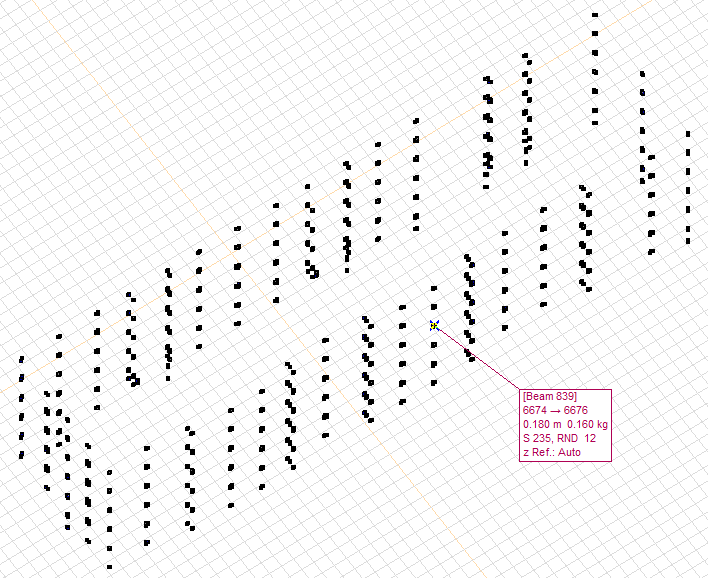 [Beam 839]
6674 → 6676
0.180 m  0.160 kg
S 235, RND  12
z Ref.: Auto